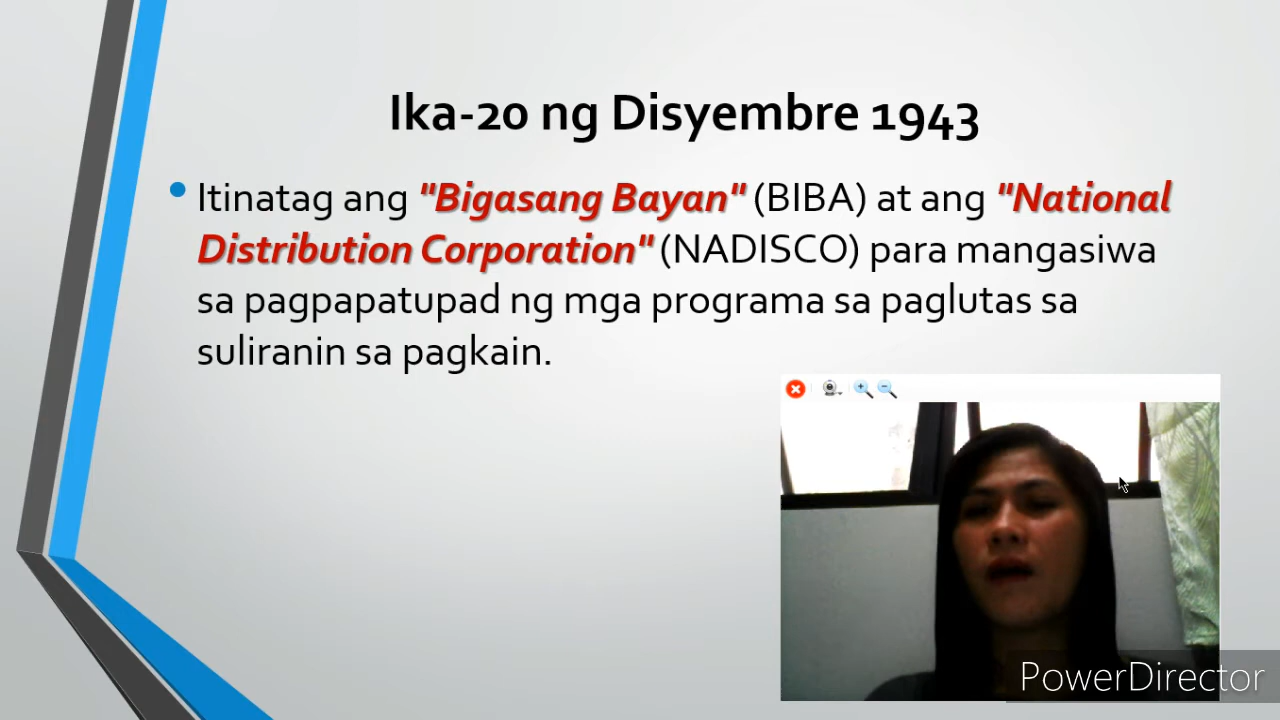 Ika-20 ng Disyembre 1943
Itinatag ang "Bigasang Bayan" (BIBA) at ang "National
Distribution Corporation" (NADISCO) para mangasiwa
sa pagpapatupad ng mga programa sa paglutas sa
suliranin sa pagkain.
PowerDirector